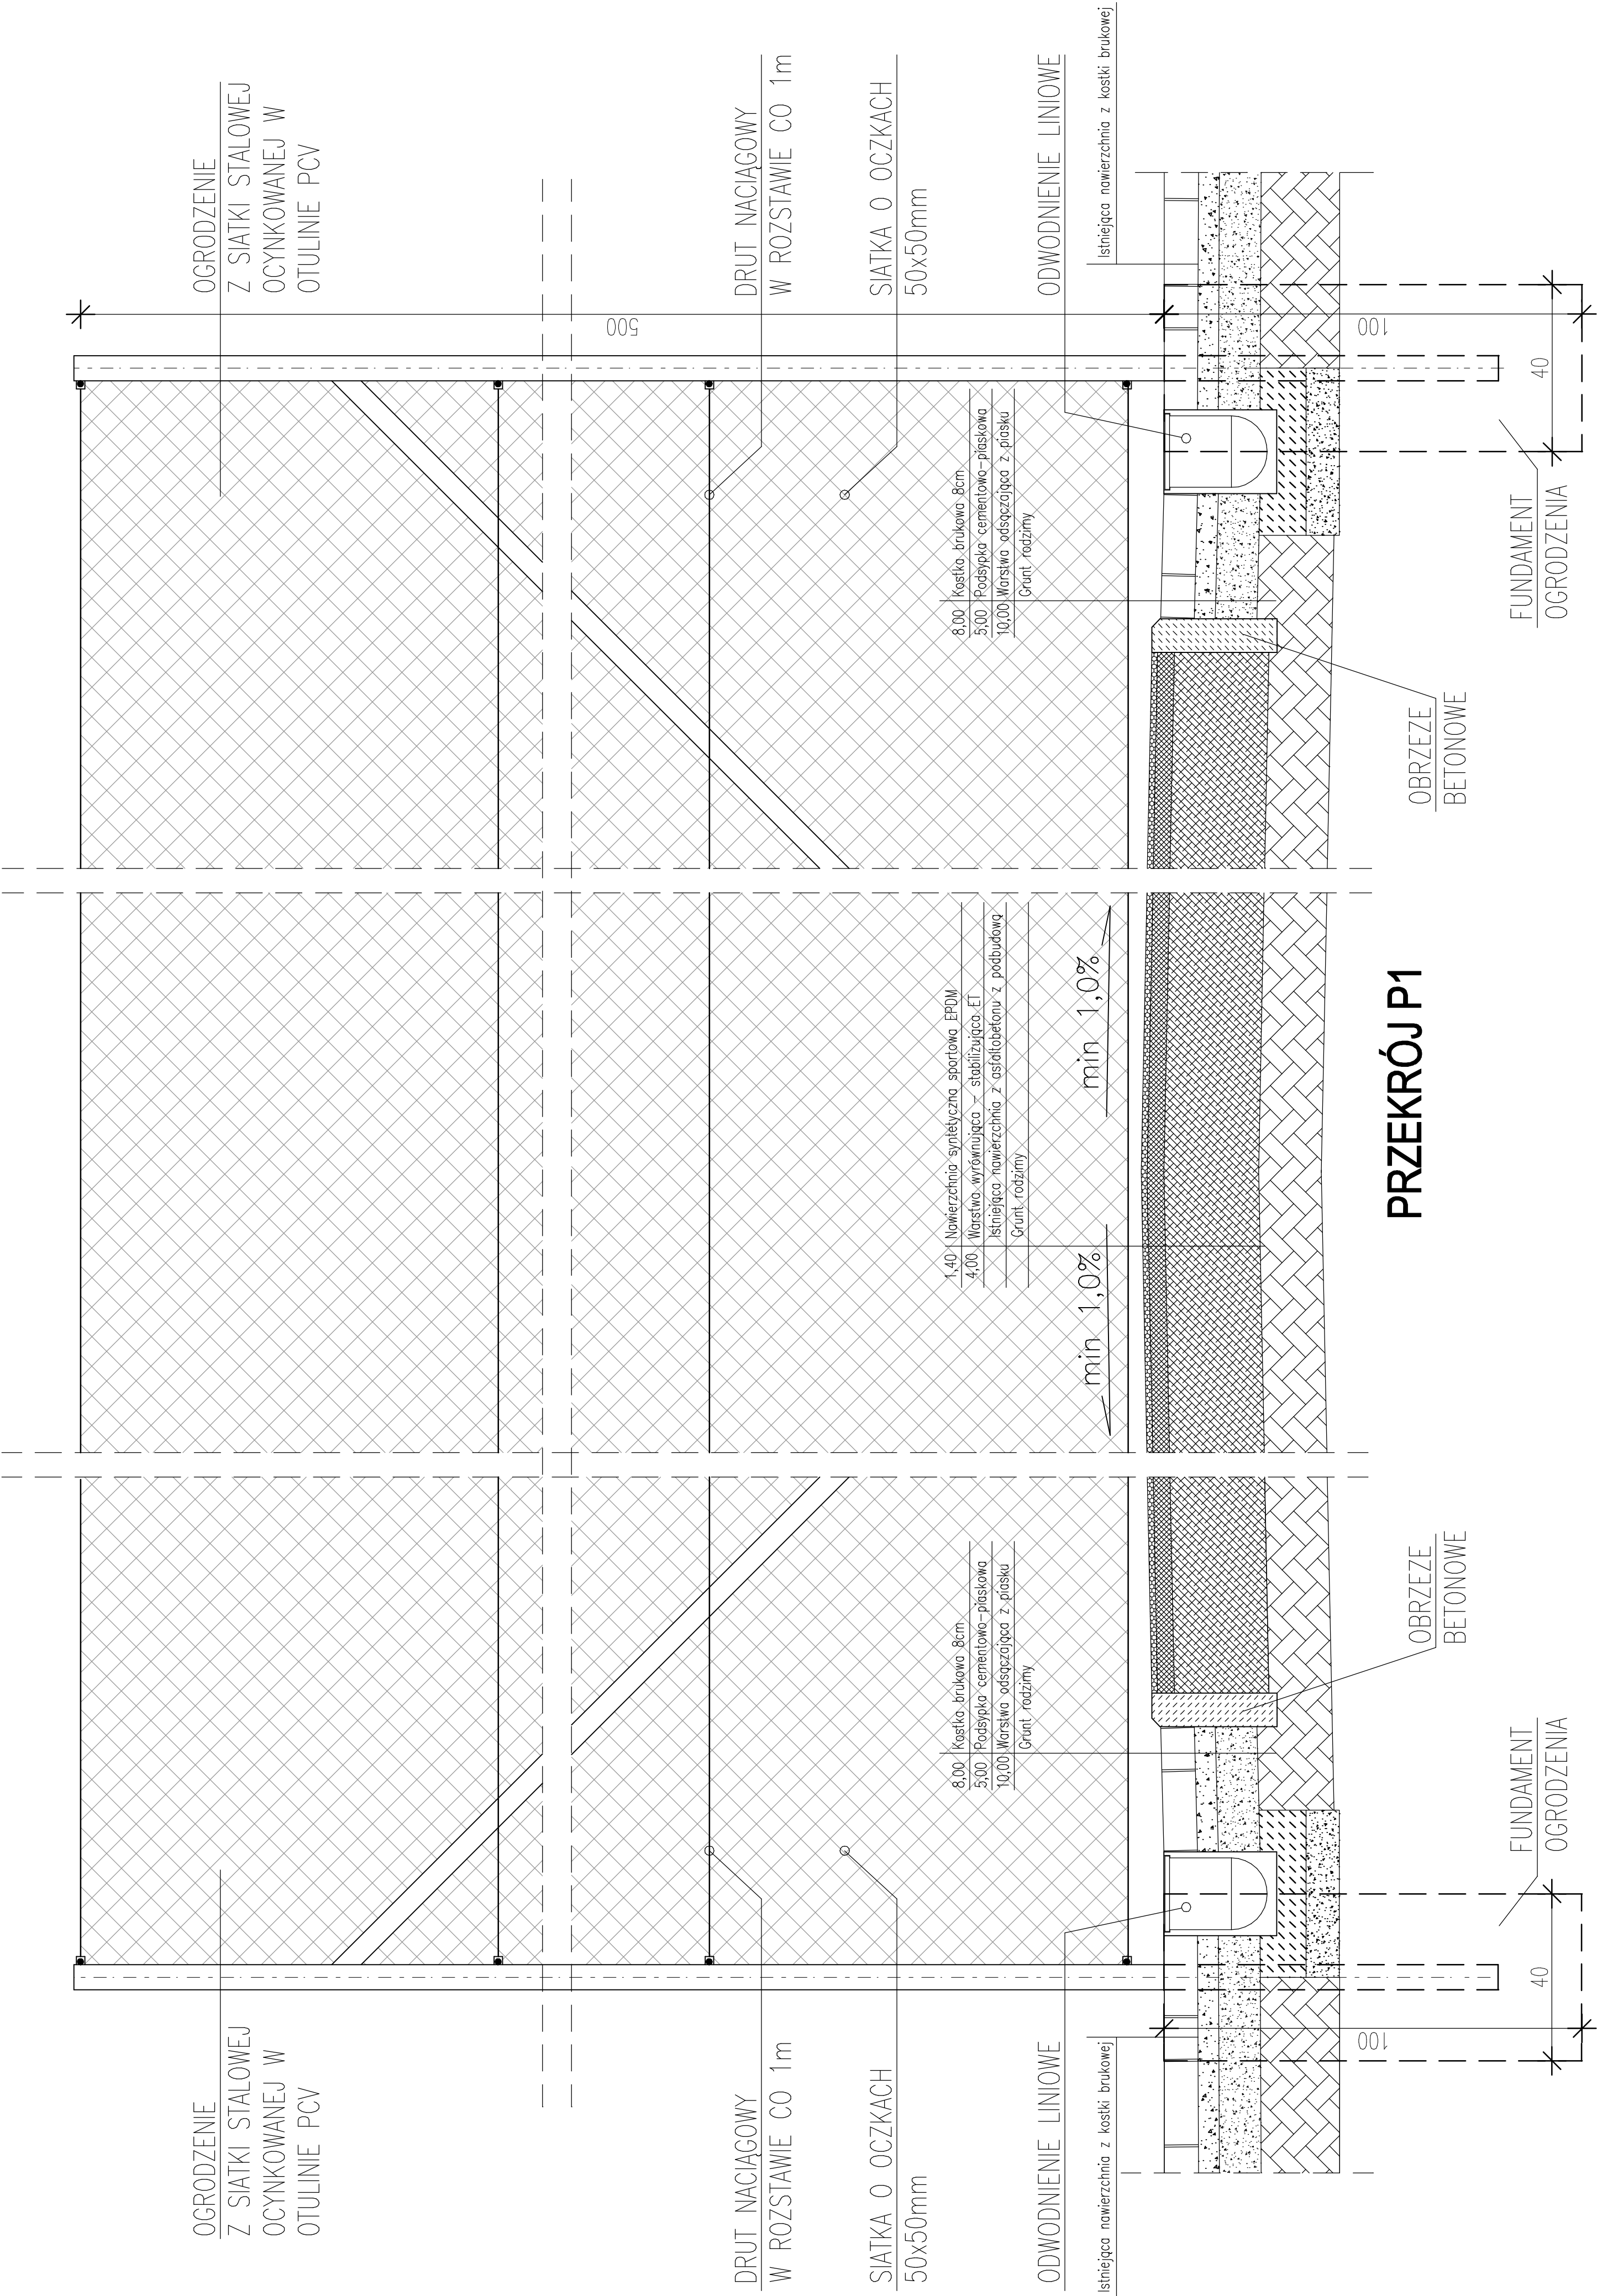 OGRODZENIE
Z SIATKI STALOWEJ
OCYNKOWANEJ W
OTULINIE PCV
DRUT NACIĄGOWY
W ROZSTAWIE CO 1m
SIATKA O OCZKACH
50x50mm
ODWODNIENIE LINIOWE
Istniejąca nawierzchnia z kostki brukowej
8,00 Kostka brukowa 8cm
5,00 Podsypka cementowo-piaskowa
10,00 Warstwa odsączająca z piasku
Grunt rodzimy
100
40
FUNDAMENT
OGRODZENIA
OBRZEZE
BETONOWE
1,40 Nawierzchnia syntetyczna sportowa EPDM
4,00 Warstwa wyrównująca - stabilizująca ET
Istniejąca nawierzchnia z asfaltobetonu z podbudową
Grunt rodzimy
min 1,0%
min 1,0%
PRZEKRÓJ P1
OGRODZENIE
Z SIATKI STALOWEJ
OCYNKOWANEJ W
OTULINIE PCV
500
DRUT NACIĄGOWY
W ROZSTAWIE CO 1m
SIATKA O OCZKACH
50x50mm
ODWODNIENIE LINIOWE
Istniejąca nawierzchnia z kostki brukowej
8,00 Kostka brukowa 8cm
5,00 Podsypka cementowo-piaskowa
10,00 Warstwa odsączająca z piasku
Grunt rodzimy
100
40
FUNDAMENT
OGRODZENIA
OBRZEZE
BETONOWE